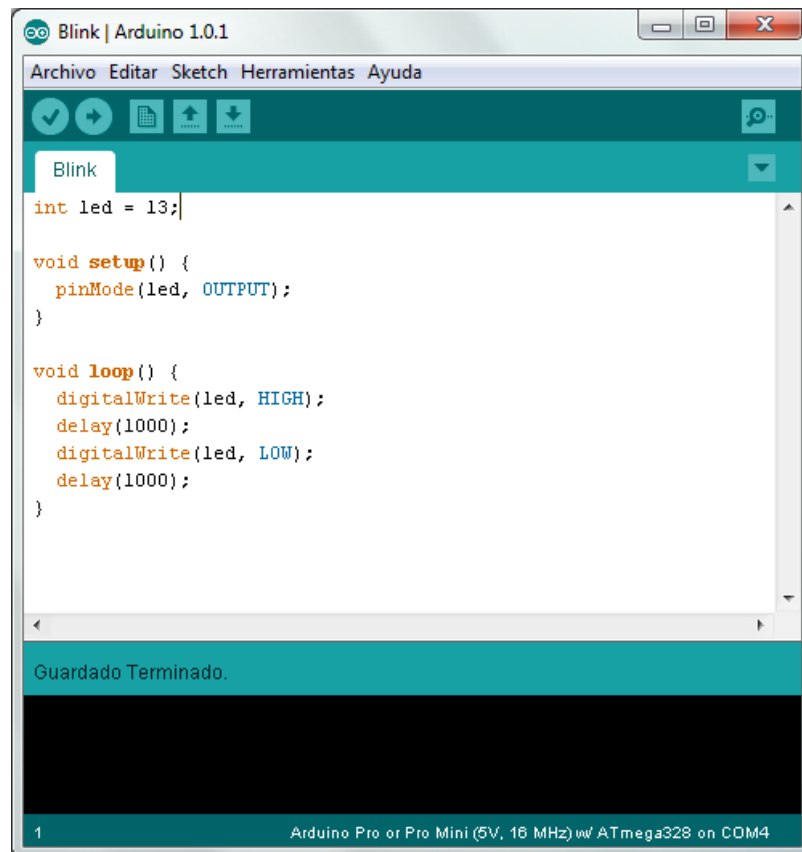 Blink | Arduino 1.0.1
Archivo Editar Sketch Herramientas Ayuda
Blink
int led = 13;
void setup() {
  pinMode(led, OUTPUT);
}
void loop() {
  digitalWrite(led, HIGH);
  delay(1000);
  digitalWrite(led, LOW);
  delay(1000);
}
Guardado Terminado.
1 Arduino Pro or Pro Mini (5V, 16 MHz) w/ ATmega328 on COM4